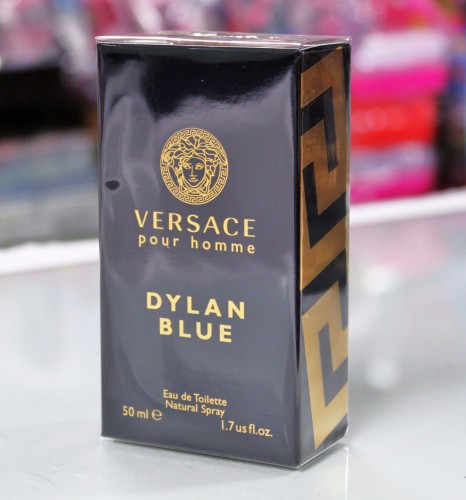 VERSACE
pour homme
DYLAN
BLUE
Eau de Toilette
Natural Spray
50 ml ℮
1.7 us fl.oz.